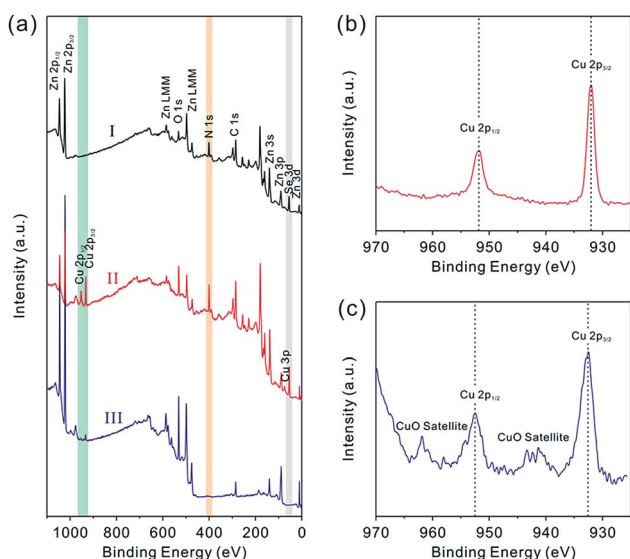 (a)
Zn 2p1/2
Zn 2p3/2
Zn LMM
O 1s
Zn LMM
N 1s
C 1s
Zn 3s
Zn 3p
Se 3d
Zn 3d
I
Cu 2p1/2
Cu 2p3/2
II
Cu 3p
III
Intensity (a.u.)
1000 800 600 400 200 0
Binding Energy (eV)
(b)
Cu 2p3/2
Cu 2p1/2
Intensity (a.u.)
970 960 950 940 930
Binding Energy (eV)
(c)
Cu 2p3/2
Cu 2p1/2
CuO Satellite
CuO Satellite
Intensity (a.u.)
970 960 950 940 930
Binding Energy (eV)